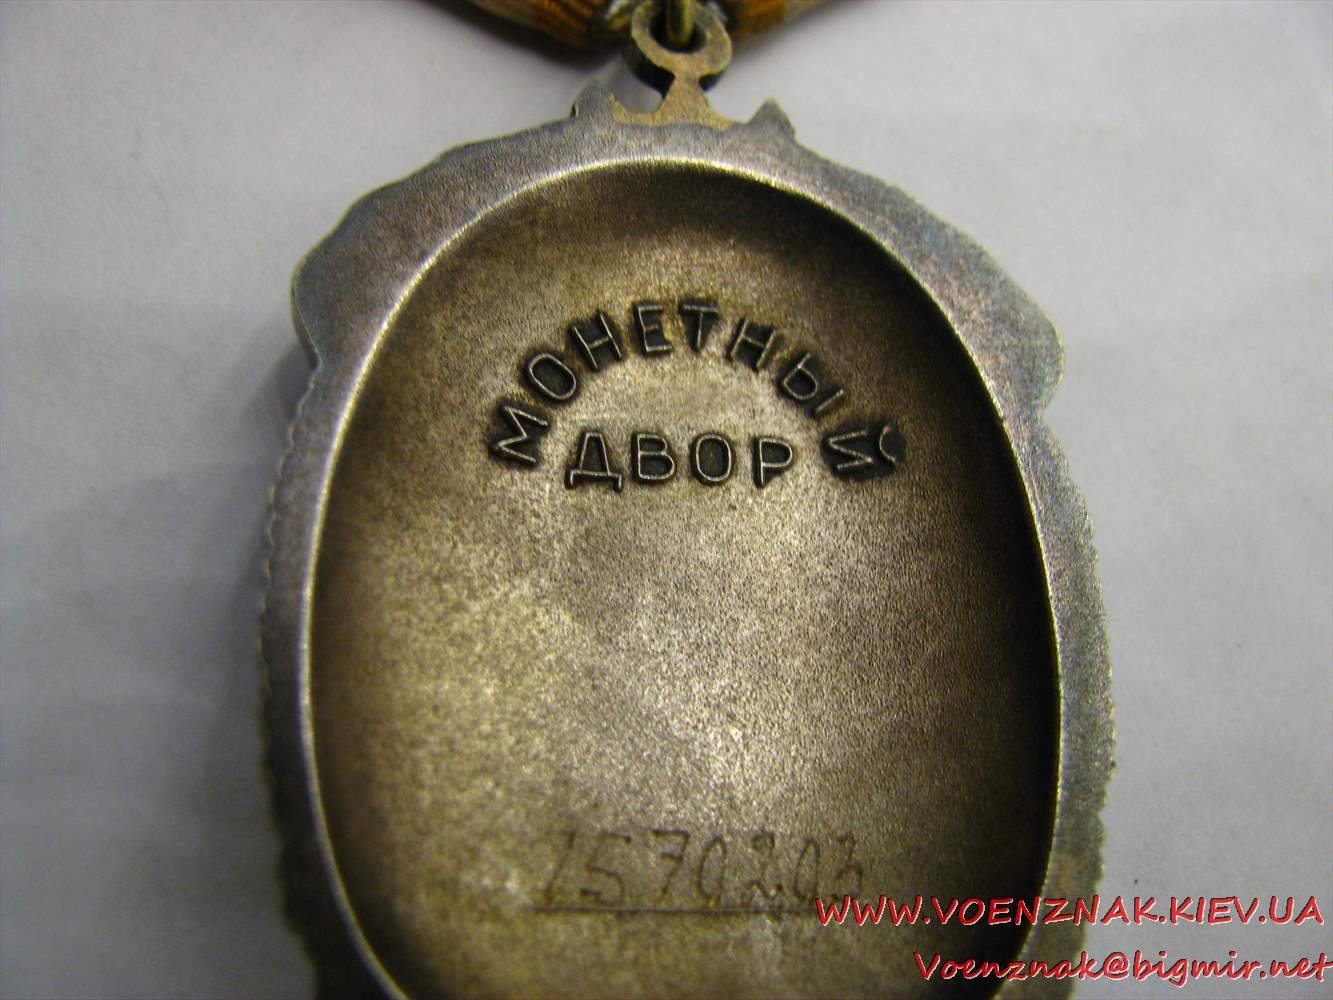 МОНЕТНЫЙ
ДВОР
1570203
WWW.VOENZNAK.KIEV.UA
Voenznak@bigmir.net